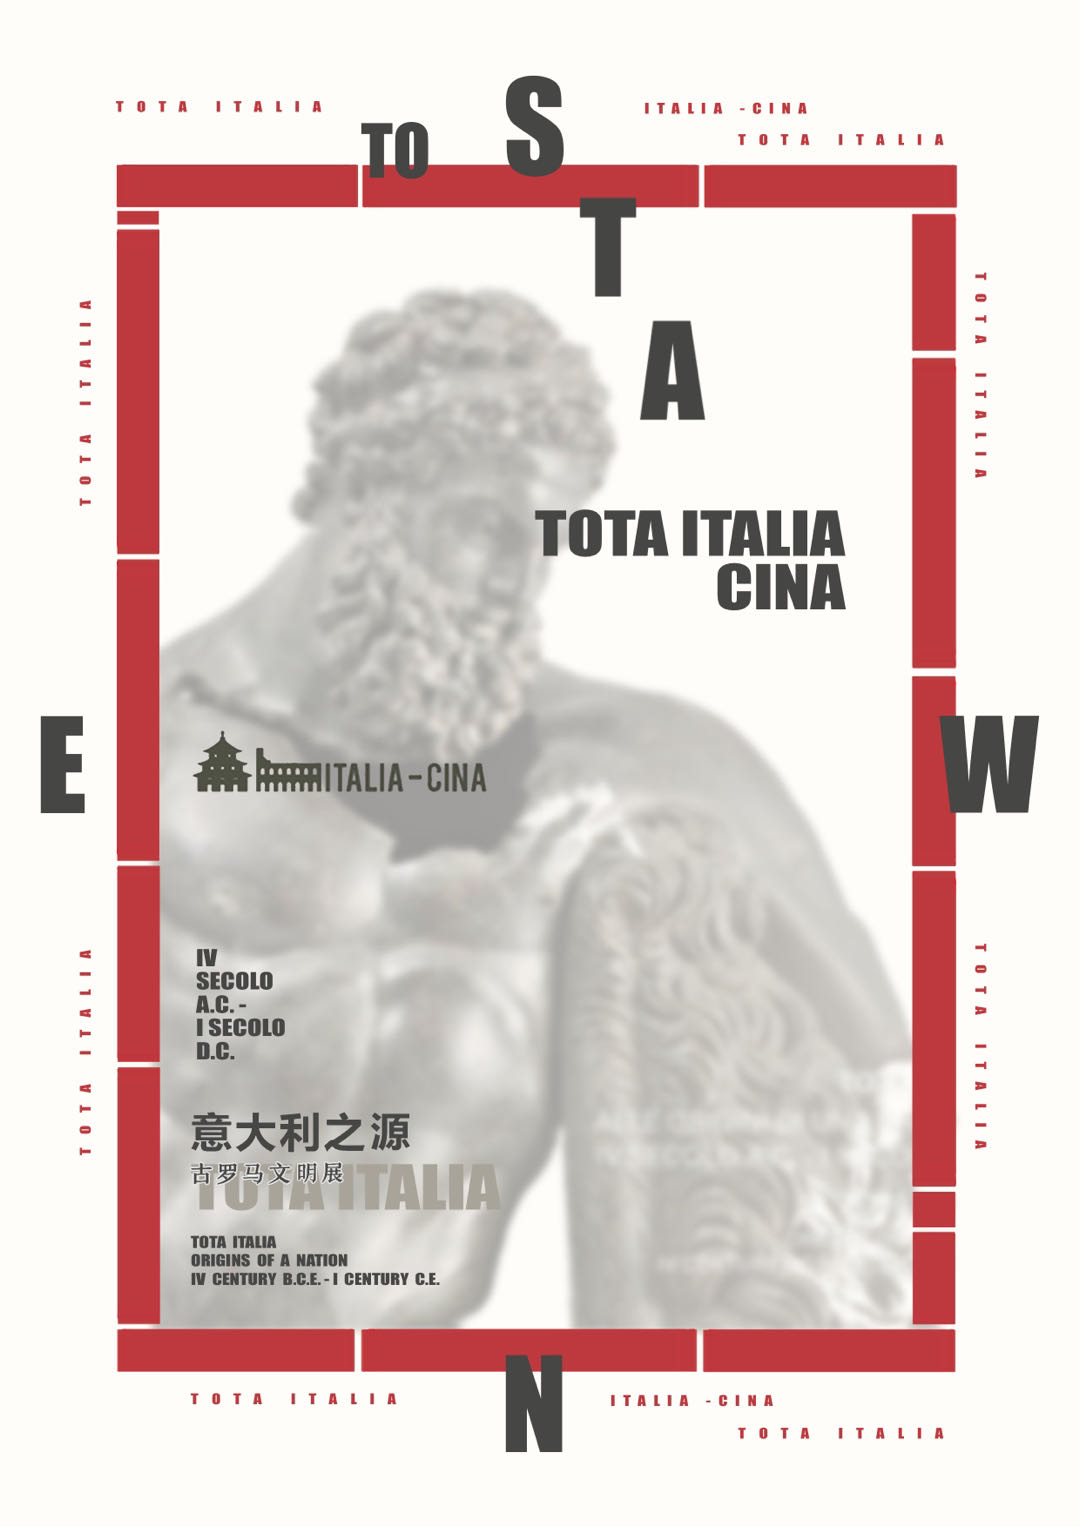 TOTA ITALIA
ITALIA -CINA
TOTA ITALIA
TO
S
T
A
TOTA ITALIA
TOTA ITALIA
TOTA ITALIA
CINA
E
W
ITALIA-CINA
IV
SECOLO
A.C. -
I SECOLO
D.C.
TOTA ITALIA
TOTA ITALIA
意大利之源
古罗马文明展
TOTA ITALIA
TOTA ITALIA
ORIGINS OF A NATION
IV CENTURY B.C.E. - I CENTURY C.E.
N
TOTA ITALIA
ITALIA -CINA
TOTA ITALIA